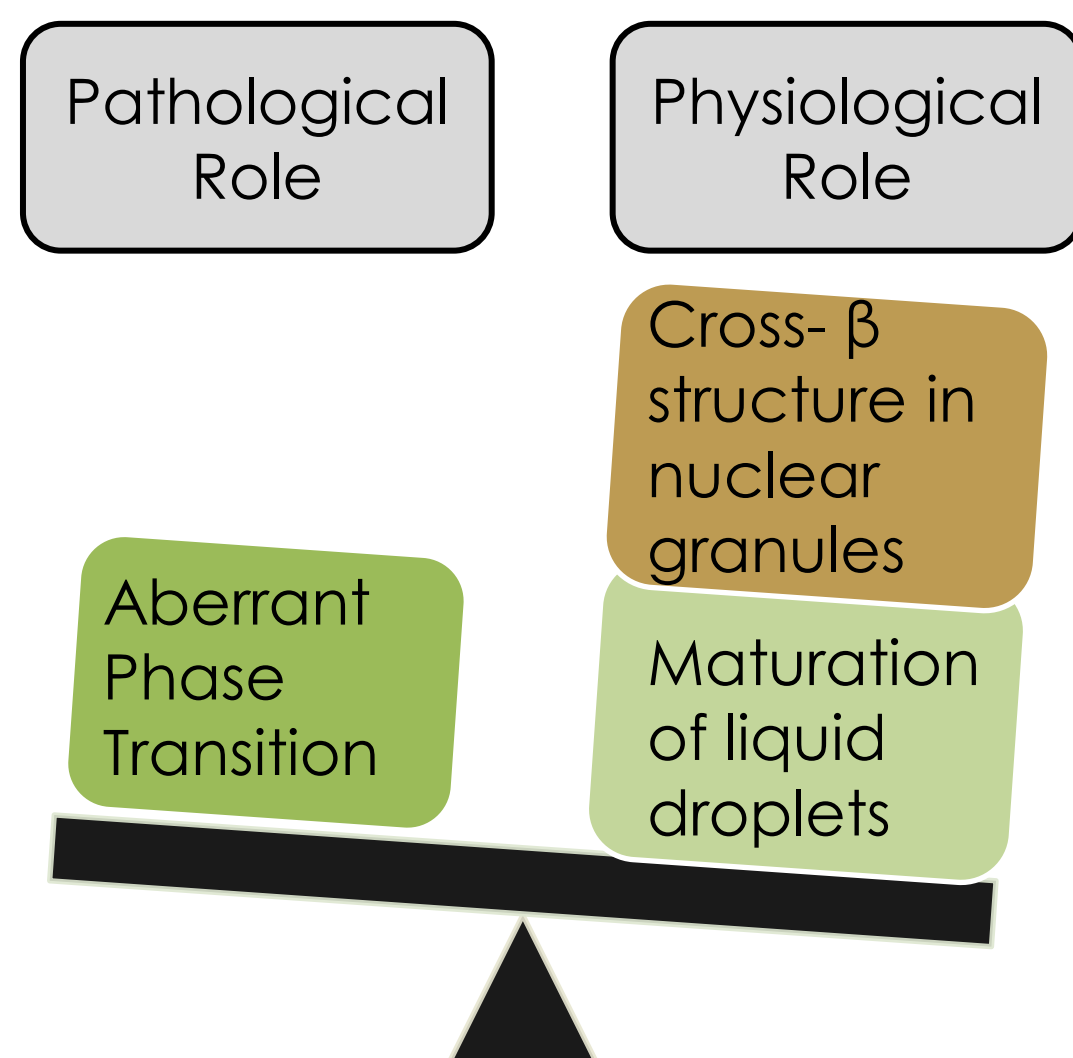 Pathological
Role
Physiological
Role
Cross- β
structure in
nuclear
granules
Aberrant
Phase
Transition
Maturation
of liquid
droplets